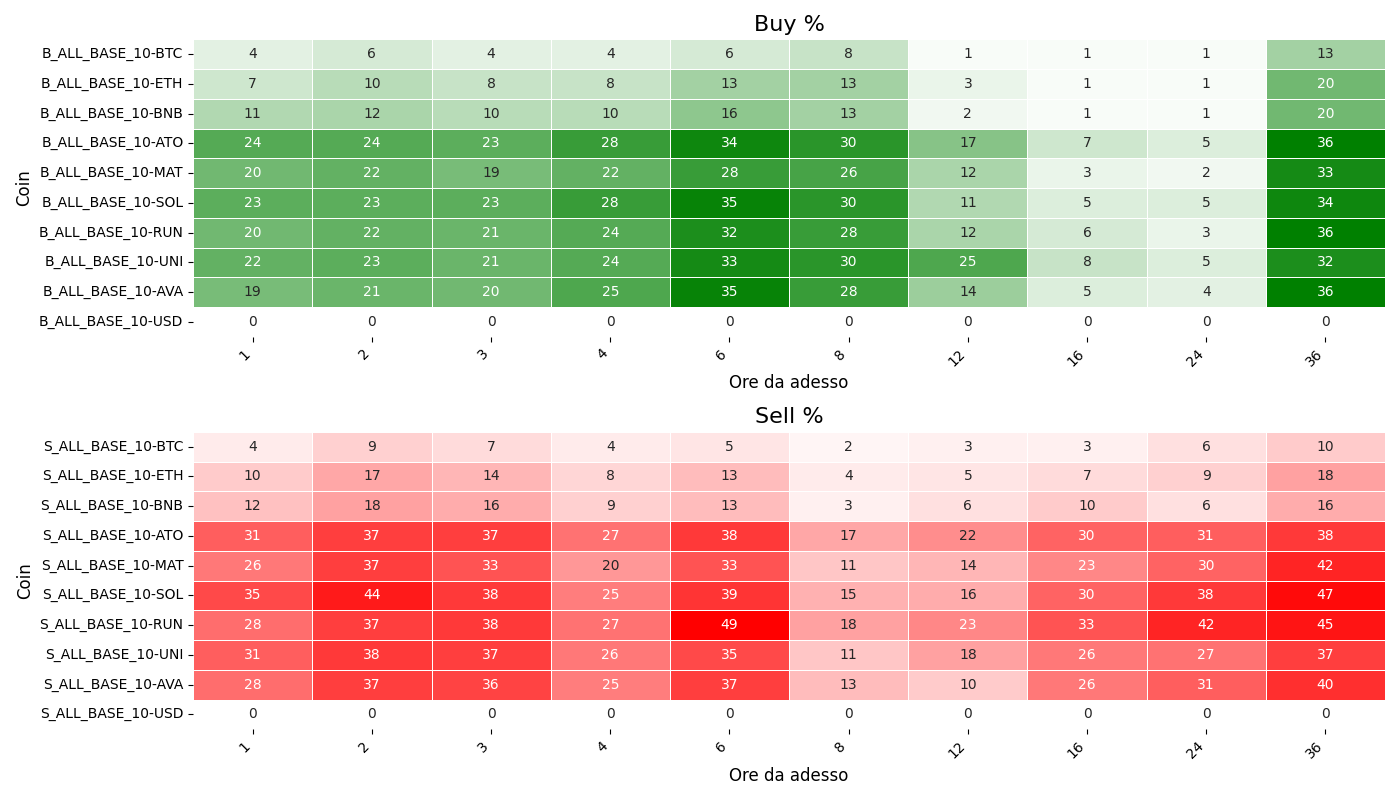 Buy %
Coin
B_ALL_BASE_10-BTC 4 6 4 4 6 8 1 1 1 13
B_ALL_BASE_10-ETH 7 10 8 8 13 13 3 1 1 20
B_ALL_BASE_10-BNB 11 12 10 10 16 13 2 1 1 20
B_ALL_BASE_10-ATO 24 24 23 28 34 30 17 7 5 36
B_ALL_BASE_10-MAT 20 22 19 22 28 26 12 3 2 33
B_ALL_BASE_10-SOL 23 23 23 28 35 30 11 5 5 34
B_ALL_BASE_10-RUN 20 22 21 24 32 28 12 6 3 36
B_ALL_BASE_10-UNI 22 23 21 24 33 30 25 8 5 32
B_ALL_BASE_10-AVA 19 21 20 25 35 28 14 5 4 36
B_ALL_BASE_10-USD 0 0 0 0 0 0 0 0 0 0
1 2 3 4 6 8 12 16 24 36
Ore da adesso
Sell %
Coin
S_ALL_BASE_10-BTC 4 9 7 4 5 2 3 3 6 10
S_ALL_BASE_10-ETH 10 17 14 8 13 4 5 7 9 18
S_ALL_BASE_10-BNB 12 18 16 9 13 3 6 10 6 16
S_ALL_BASE_10-ATO 31 37 37 27 38 17 22 30 31 38
S_ALL_BASE_10-MAT 26 37 33 20 33 11 14 23 30 42
S_ALL_BASE_10-SOL 35 44 38 25 39 15 16 30 38 47
S_ALL_BASE_10-RUN 28 37 38 27 49 18 23 33 42 45
S_ALL_BASE_10-UNI 31 38 37 26 35 11 18 26 27 37
S_ALL_BASE_10-AVA 28 37 36 25 37 13 10 26 31 40
S_ALL_BASE_10-USD 0 0 0 0 0 0 0 0 0 0
1 2 3 4 6 8 12 16 24 36
Ore da adesso